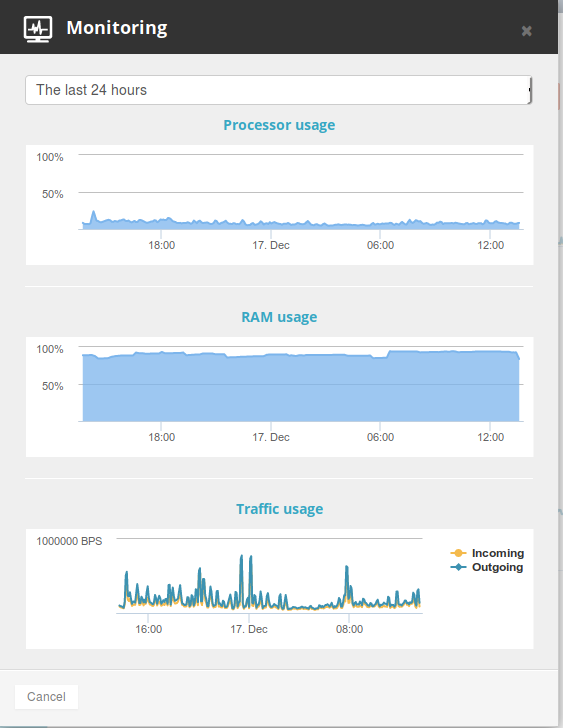 Monitoring
×
The last 24 hours
Processor usage
100%
50%
18:00 17. Dec 06:00 12:00
RAM usage
100%
50%
18:00 17. Dec 06:00 12:00
Traffic usage
1000000 BPS
Incoming
Outgoing
16:00 17. Dec 08:00
Cancel